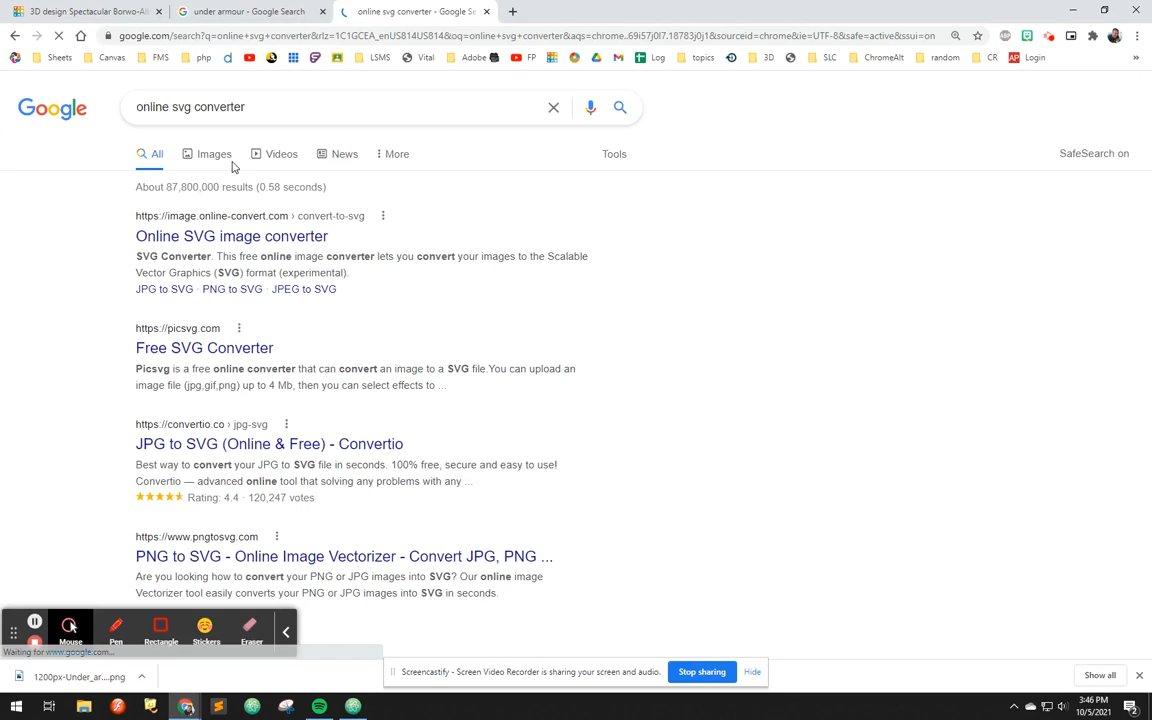 3D design Spectacular Borwo-Al
under armour - Google Search
online svg converter - Google Se
google.com/search?q=online+svg+converter&rlz=1C1GCEA_enUS814US814&oq=online+svg+converter&aqs=chrome..69i57j0l7.18783j0j1&sourceid=chrome&ie=UTF-8&safe=active&ssui=on
Sheets
Canvas
FMS
php
LSMS
Vital
Adobe
FP
Log
topics
3D
SLC
ChromeAlt
random
CR
Login
Google
online svg converter
All
Images
Videos
News
More
Tools
SafeSearch on
About 87,800,000 results (0.58 seconds)
https://image.online-convert.com › convert-to-svg
Online SVG image converter
SVG Converter. This free online image converter lets you convert your images to the Scalable
Vector Graphics (SVG) format (experimental).
JPG to SVG · PNG to SVG · JPEG to SVG
https://picsvg.com
Free SVG Converter
Picsvg is a free online converter that can convert an image to a SVG file.You can upload an
image file (jpg,gif,png) up to 4 Mb, then you can select effects to ...
https://convertio.co › jpg-svg
JPG to SVG (Online & Free) - Convertio
Best way to convert your JPG to SVG file in seconds. 100% free, secure and easy to use!
Convertio — advanced online tool that solving any problems with any ...
Rating: 4.4 · 120,247 votes
https://www.pngtosvg.com
PNG to SVG - Online Image Vectorizer - Convert JPG, PNG ...
Are you looking how to convert your PNG or JPG images into SVG? Our online image
Vectorizer tool easily converts your PNG or JPG images into SVG in seconds.
Mouse
Pen
Rectangle
Stickers
Eraser
Waiting for www.google.com...
Screencastify - Screen Video Recorder is sharing your screen and audio.
Stop sharing
Hide
1200px-Under_ar....png
Show all
3:46 PM
10/5/2021
2